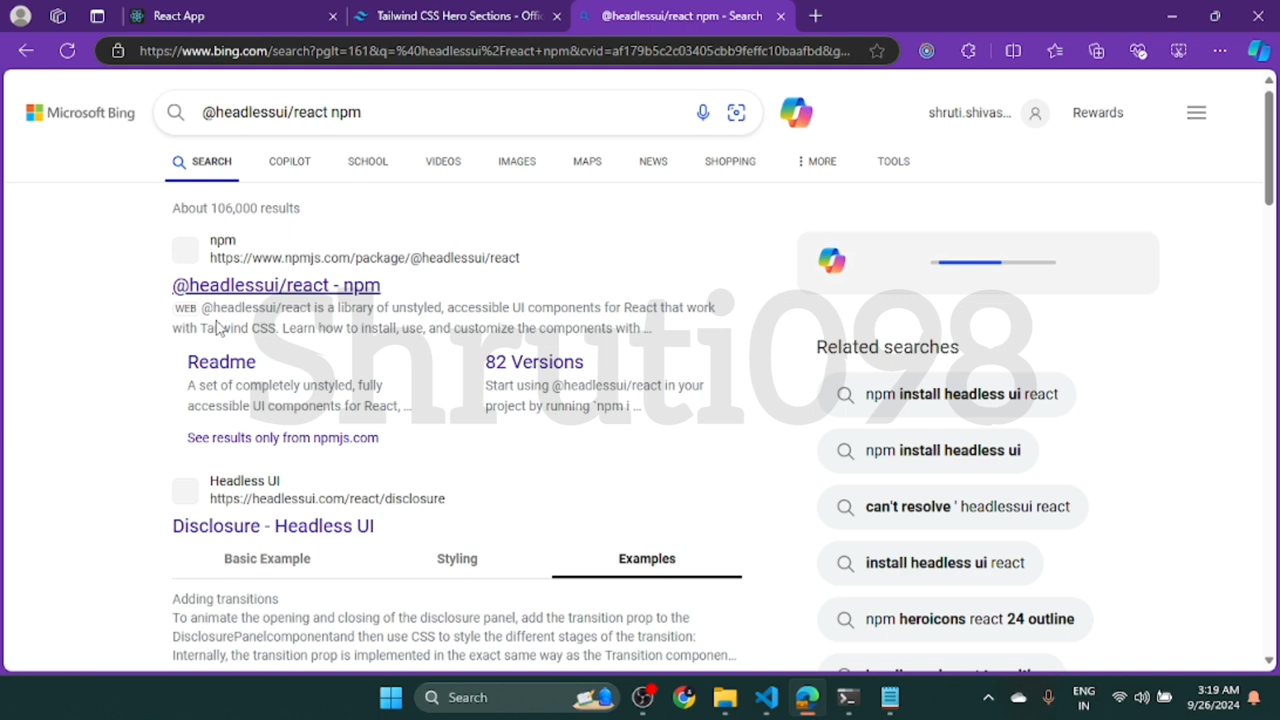 React App
Tailwind CSS Hero Sections - Offic
@headlessui/react npm - Search
https://www.bing.com/search?pglt=161&q=%40headlessui%2Freact+npm&cvid=af179b5c2c03405cbb9feffc10baafbd&g...
Microsoft Bing
@headlessui/react npm
shruti.shivas...
Rewards
SEARCH
COPILOT
SCHOOL
VIDEOS
IMAGES
MAPS
NEWS
SHOPPING
MORE
TOOLS
About 106,000 results
npm
https://www.npmjs.com/package/@headlessui/react
@headlessui/react - npm
WEB @headlessui/react is a library of unstyled, accessible UI components for React that work
with Tailwind CSS. Learn how to install, use, and customize the components with ...
Readme
A set of completely unstyled, fully
accessible UI components for React, ...
82 Versions
Start using @headlessui/react in your
project by running `npm i ...
See results only from npmjs.com
Headless UI
https://headlessui.com/react/disclosure
Disclosure - Headless UI
Basic Example
Styling
Examples
Adding transitions
To animate the opening and closing of the disclosure panel, add the transition prop to the
DisclosurePanelcomponentand then use CSS to style the different stages of the transition:
Internally, the transition prop is implemented in the exact same way as the Transition componen...
Related searches
npm install headless ui react
npm install headless ui
can't resolve ' headlessui react
install headless ui react
npm heroicons react 24 outline
Shruti098
Search
ENG
IN
3:19 AM
9/26/2024